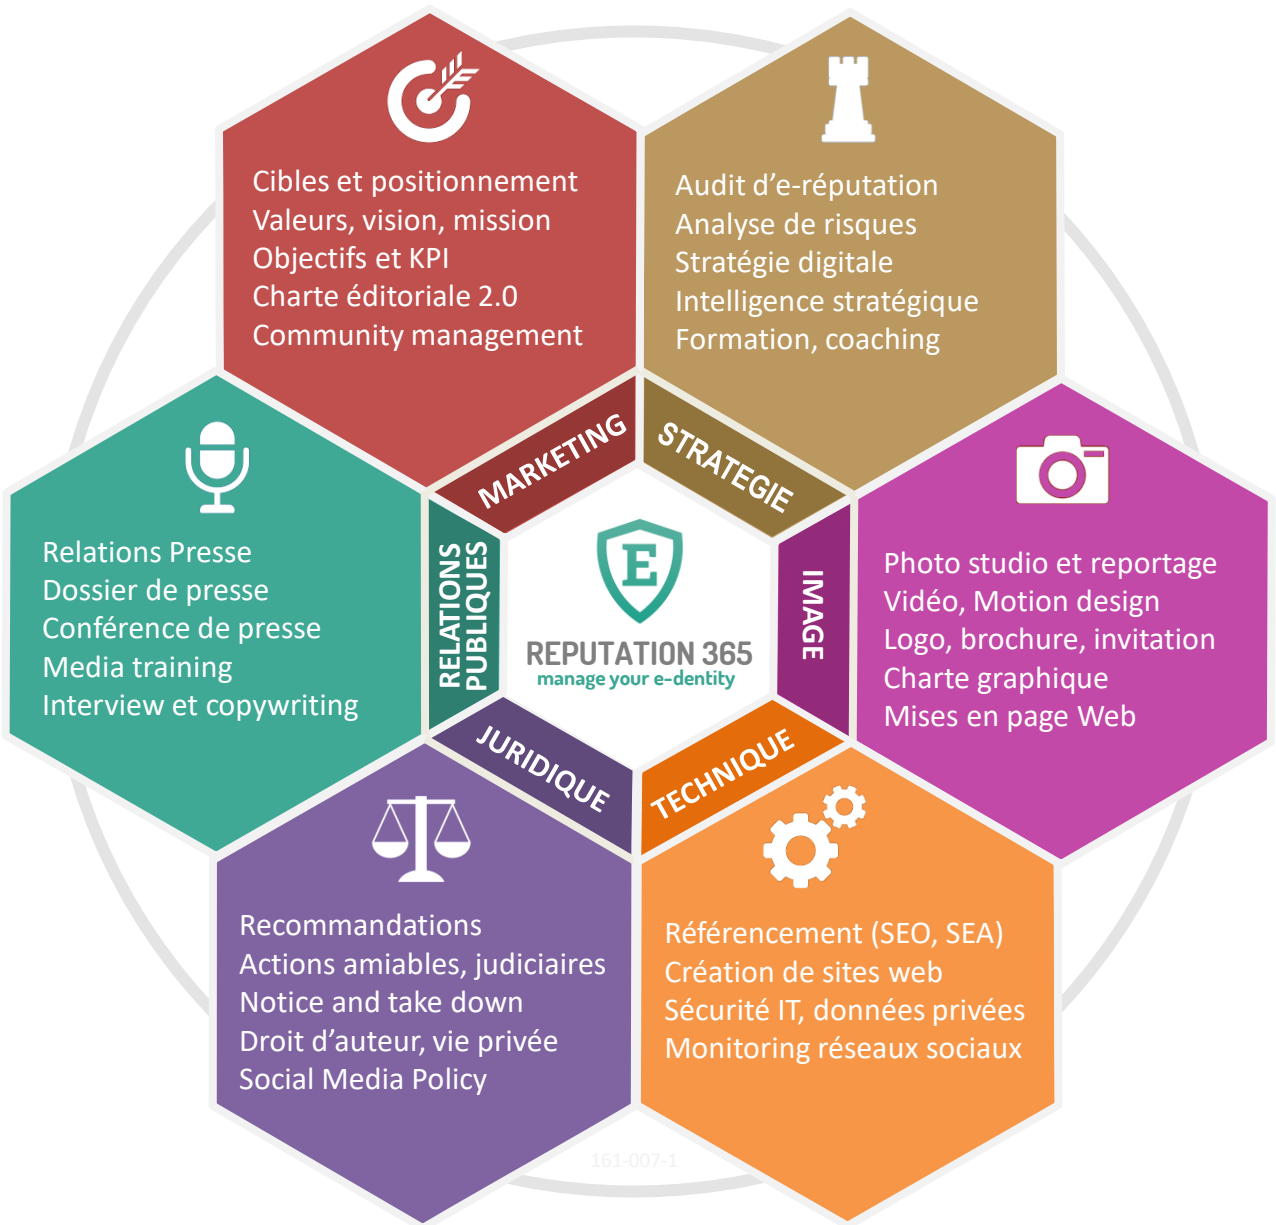 Cibles et positionnement
Valeurs, vision, mission
Objectifs et KPI
Charte éditoriale 2.0
Community management
Audit d’e-réputation
Analyse de risques
Stratégie digitale
Intelligence stratégique
Formation, coaching
MARKETING
STRATEGIE
Relations Presse
Dossier de presse
Conférence de presse
Media training
Interview et copywriting
RELATIONS
PUBLIQUES
E
REPUTATION 365
manage your e-dentity
IMAGE
Photo studio et reportage
Vidéo, Motion design
Logo, brochure, invitation
Charte graphique
Mises en page Web
JURIDIQUE
TECHNIQUE
Recommandations
Actions amiables, judiciaires
Notice and take down
Droit d’auteur, vie privée
Social Media Policy
Référencement (SEO, SEA)
Création de sites web
Sécurité IT, données privées
Monitoring réseaux sociaux
161-007-1